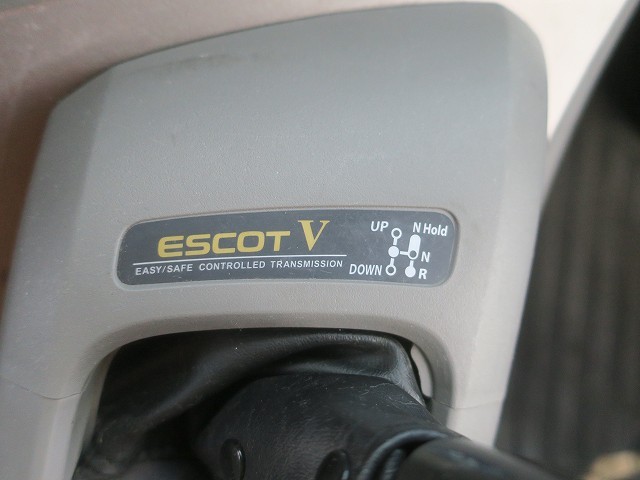 ESCOT V
EASY/SAFE CONTROLLED TRANSMISSION
UP N Hold
N
DOWN R